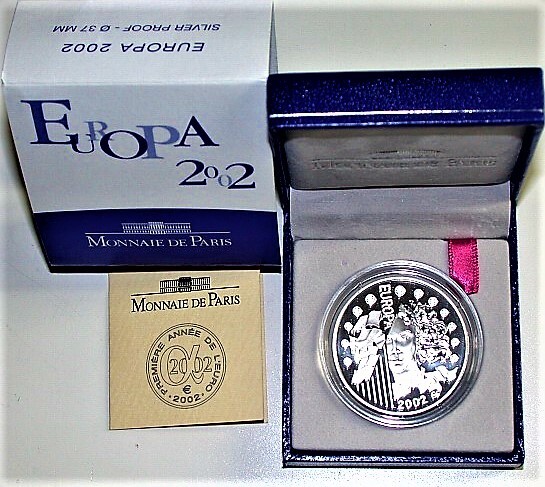 EUROPA 2002
SILVER PROOF - Ø 37 MM
EUROPA
2002
MONNAIE DE PARIS
MONNAIE DE PARIS
PREMIÈRE ANNÉE DE L'EURO
2002
€
• 2002 •
EUROPA
2002